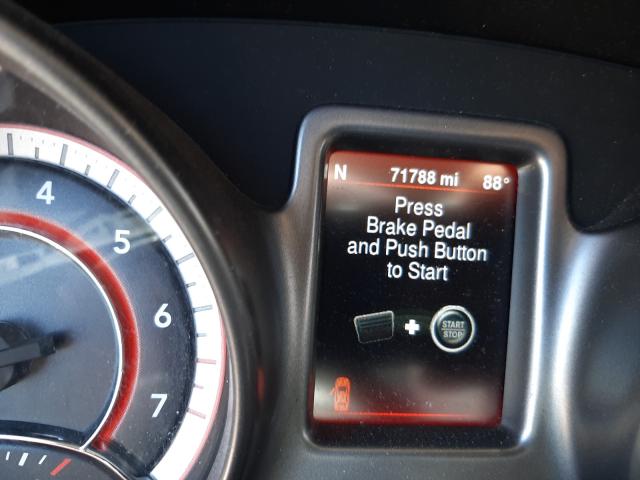 N 71788 mi 88°
Press
Brake Pedal
and Push Button
to Start
START
STOP
4
5
6
7